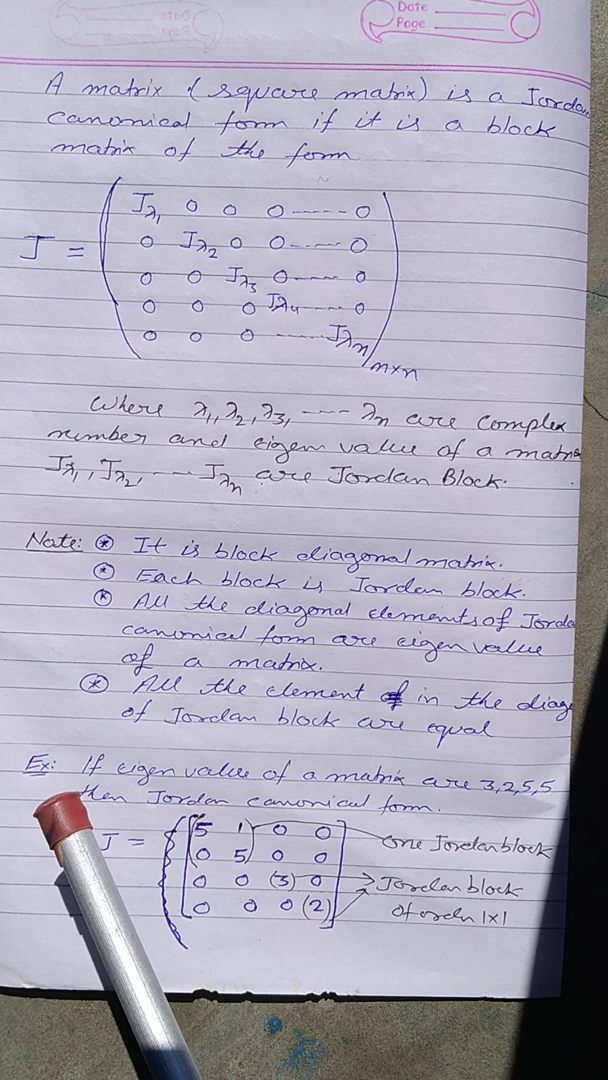 Date
Page
A matrix (square matrix) is a Jordan
canonical form if it is a block
matrix of the form
Jλ₁ 0 0 0 ----- 0
0 Jλ₂ 0 0 ----- 0
J = 0 0 Jλ₃ 0 ---- 0
0 0 0 Jλ₄ ---- 0
0 0 0 ----- Jλₙ
n×n
Where λ₁, λ₂, λ₃, ---- λₙ are complex
number and eigen value of a matrix
Jλ₁, Jλ₂, --- Jλₙ are Jordan Block.
Note: ⊛ It is block diagonal matrix.
⊛ Each block is Jordan block.
⊛ All the diagonal elements of Jorda
canonical form are eigen value
of a matrix.
⊛ All the element in the diag
of Jordan block are equal
Ex: If eigen value of a matrix are 3,2,5,5
then Jordan canonical form.
J = [5 1 0 0 one Jordan block
0 5 0 0
0 0 (3) 0 → Jordan block
0 0 0 (2)] of order 1×1